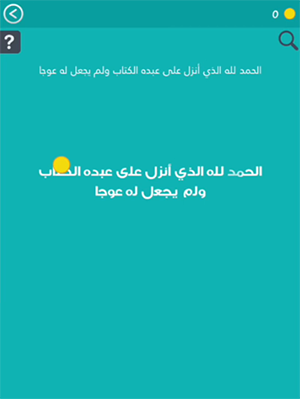 0
?
الحمد لله الذي أنزل على عبده الكتاب ولم يجعل له عوجا
الحمد لله الذي أنزل على عبده الكتاب
ولم يجعل له عوجا